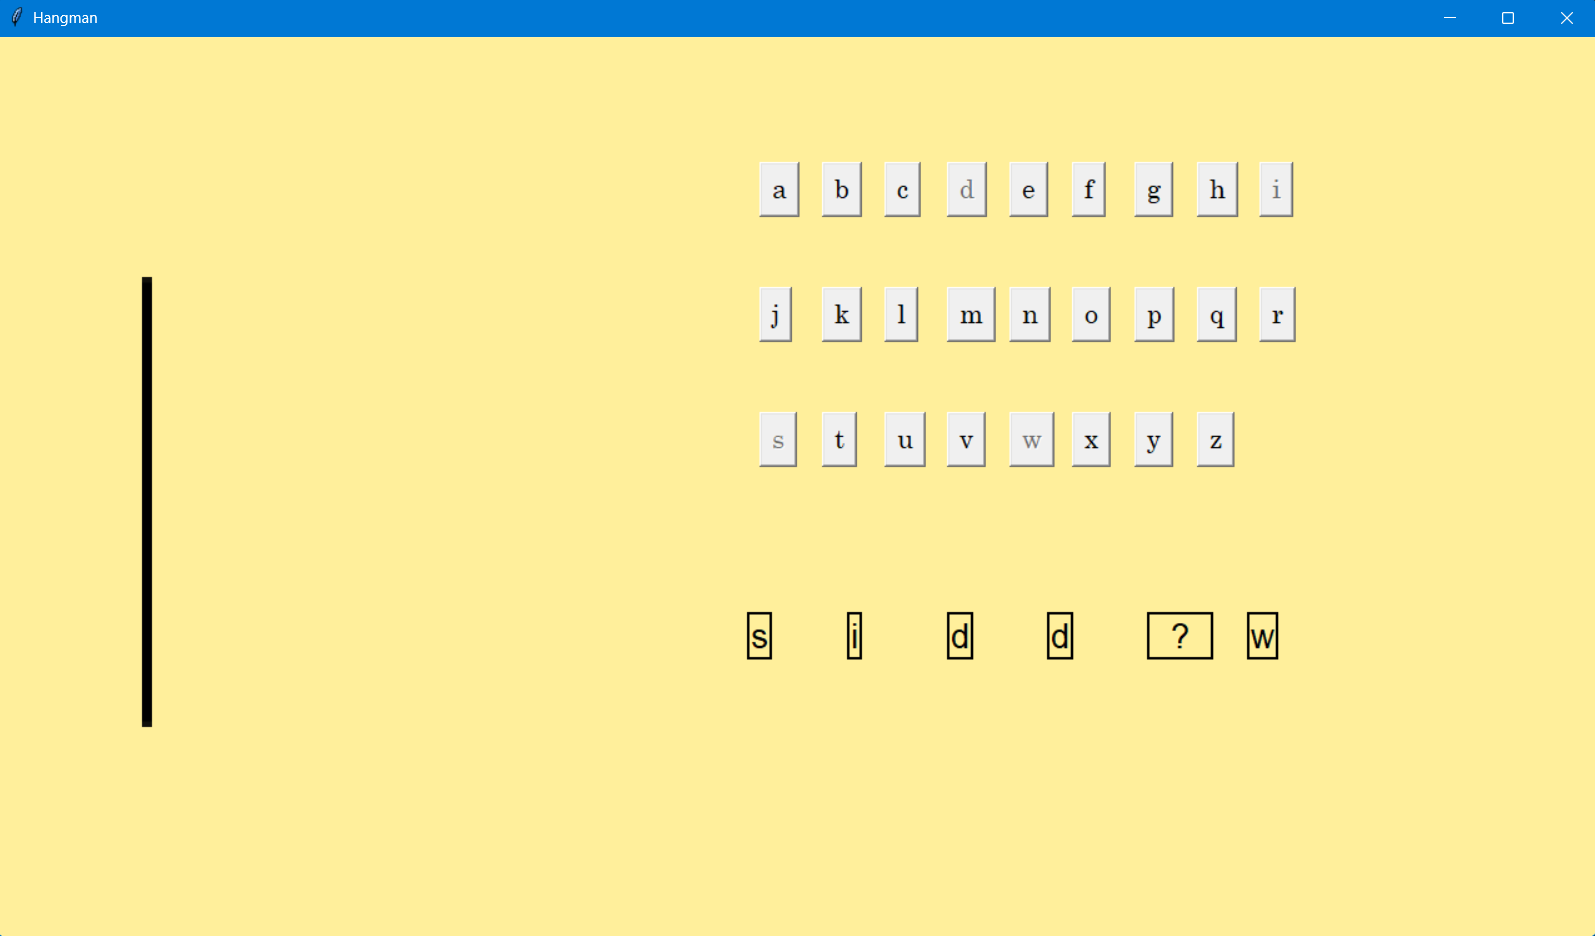 Hangman
a b c d e f g h i
j k l m n o p q r
s t u v w x y z
s i d d ? w